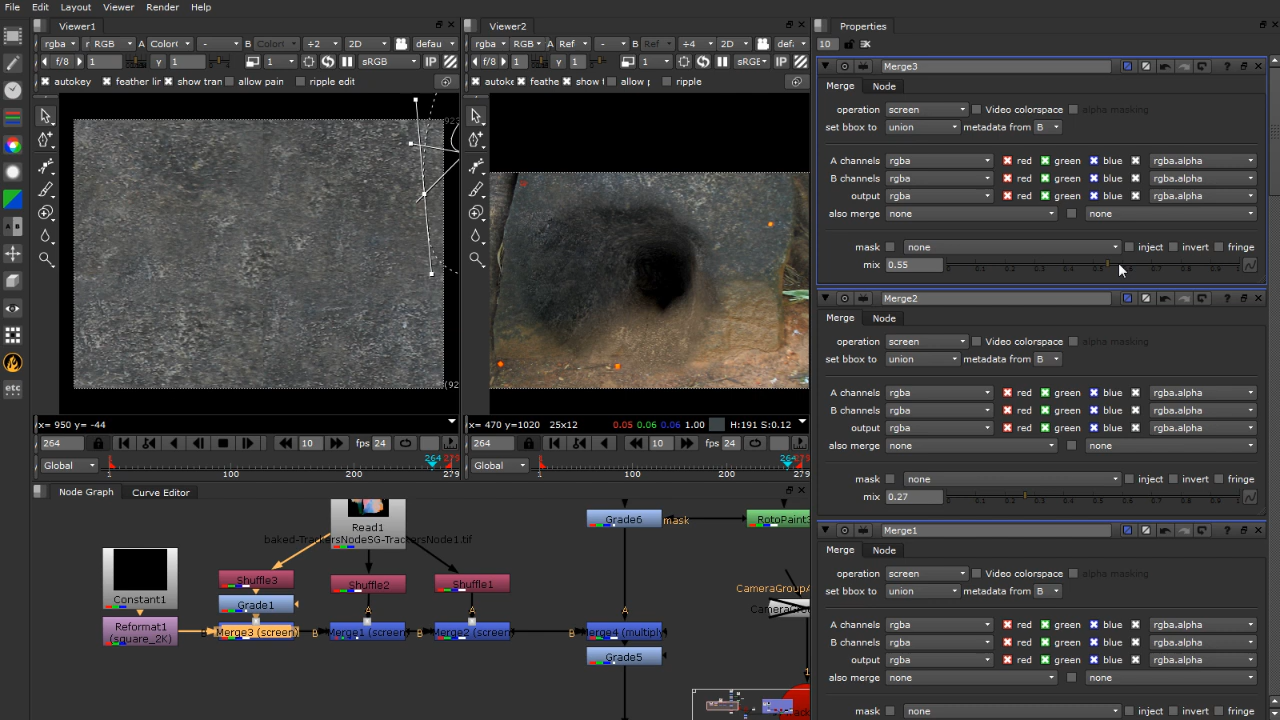 File Edit Layout Viewer Render Help
Viewer1
rgba RGB A - B ÷2 2D defau
f/8 1 γ 1 1 sRGB IP
autokey feather lin show tran allow pain ripple edit
Viewer2
rgba RGB A Ref - B Ref ÷4 2D
f/8 1 1 IP
feathe show ripple
x= 950 y= -44
x= 470 y=1020 25x12 0.05 0.06 0.06 1.00 H:191 S:0.12
264 10 fps 24
264 10 fps 24
Global 1 100 200 264 279
Global 1 100 200 279
Node Graph Curve Editor
Read1
baked-TrackersNodeSG-TrackersNode1.tif
Constant1
Reformat1
(square_2K)
Shuffle3
Shuffle2
Shuffle1
Grade1
A
A
B Merge3 (screen)
B Merge1 (screen
B Merge2 (screen
Grade6 mask RotoPaint3
A
B Merge4 (multiply
Grade5
CameraGroupA
CameraGrou
Properties
10
Merge3
Merge Node
operation screen Video colorspace alpha masking
set bbox to union metadata from B
A channels rgba red green blue rgba.alpha
B channels rgba red green blue rgba.alpha
output rgba red green blue rgba.alpha
also merge none none
mask none inject invert fringe
mix 0.55
Merge2
Merge Node
operation screen Video colorspace alpha masking
set bbox to union metadata from B
A channels rgba red green blue rgba.alpha
B channels rgba red green blue rgba.alpha
output rgba red green blue rgba.alpha
also merge none none
mask none inject invert fringe
mix 0.27
Merge1
Merge Node
operation screen Video colorspace alpha masking
set bbox to union metadata from B
A channels rgba red green blue rgba.alpha
B channels rgba red green blue rgba.alpha
output rgba red green blue rgba.alpha
also merge none none
mask none inject invert fringe